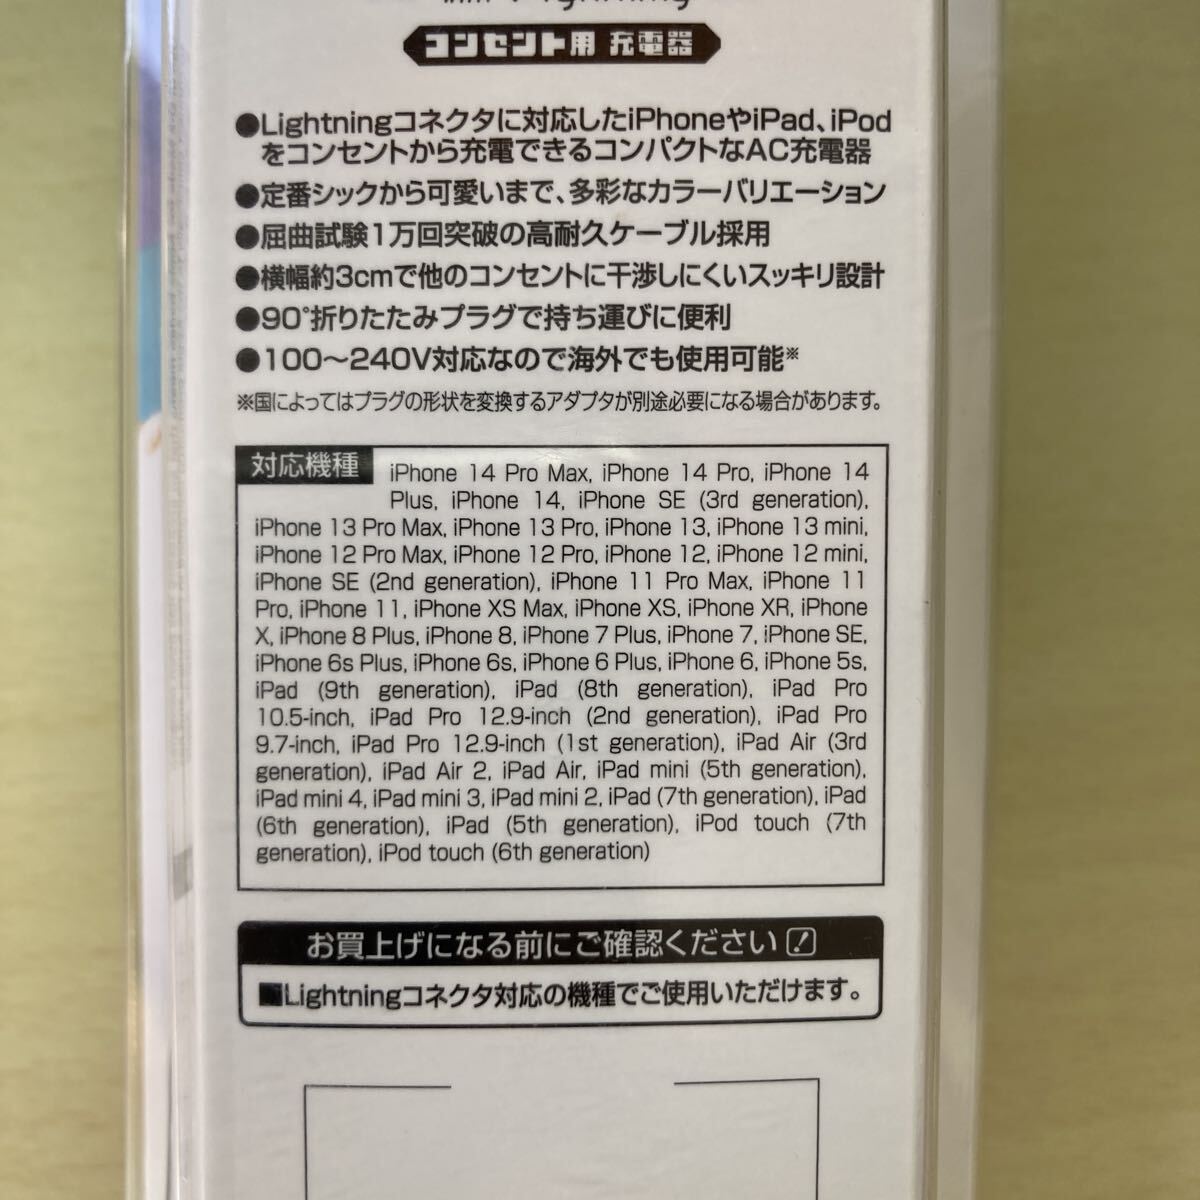 コンセント用 充電器
●Lightningコネクタに対応したiPhoneやiPad、iPod
をコンセントから充電できるコンパクトなAC充電器
●定番シックから可愛いまで、多彩なカラーバリエーション
●屈曲試験1万回突破の高耐久ケーブル採用
●横幅約3cmで他のコンセントに干渉しにくいスッキリ設計
●90°折りたたみプラグで持ち運びに便利
●100～240V対応なので海外でも使用可能※
※国によってはプラグの形状を変換するアダプタが別途必要になる場合があります。
対応機種
iPhone 14 Pro Max, iPhone 14 Pro, iPhone 14
Plus, iPhone 14, iPhone SE (3rd generation),
iPhone 13 Pro Max, iPhone 13 Pro, iPhone 13, iPhone 13 mini,
iPhone 12 Pro Max, iPhone 12 Pro, iPhone 12, iPhone 12 mini,
iPhone SE (2nd generation), iPhone 11 Pro Max, iPhone 11
Pro, iPhone 11, iPhone XS Max, iPhone XS, iPhone XR, iPhone
X, iPhone 8 Plus, iPhone 8, iPhone 7 Plus, iPhone 7, iPhone SE,
iPhone 6s Plus, iPhone 6s, iPhone 6 Plus, iPhone 6, iPhone 5s,
iPad (9th generation), iPad (8th generation), iPad Pro
10.5-inch, iPad Pro 12.9-inch (2nd generation), iPad Pro
9.7-inch, iPad Pro 12.9-inch (1st generation), iPad Air (3rd
generation), iPad Air 2, iPad Air, iPad mini (5th generation),
iPad mini 4, iPad mini 3, iPad mini 2, iPad (7th generation), iPad
(6th generation), iPad (5th generation), iPod touch (7th
generation), iPod touch (6th generation)
お買上げになる前にご確認ください!
■Lightningコネクタ対応の機種でご使用いただけます。